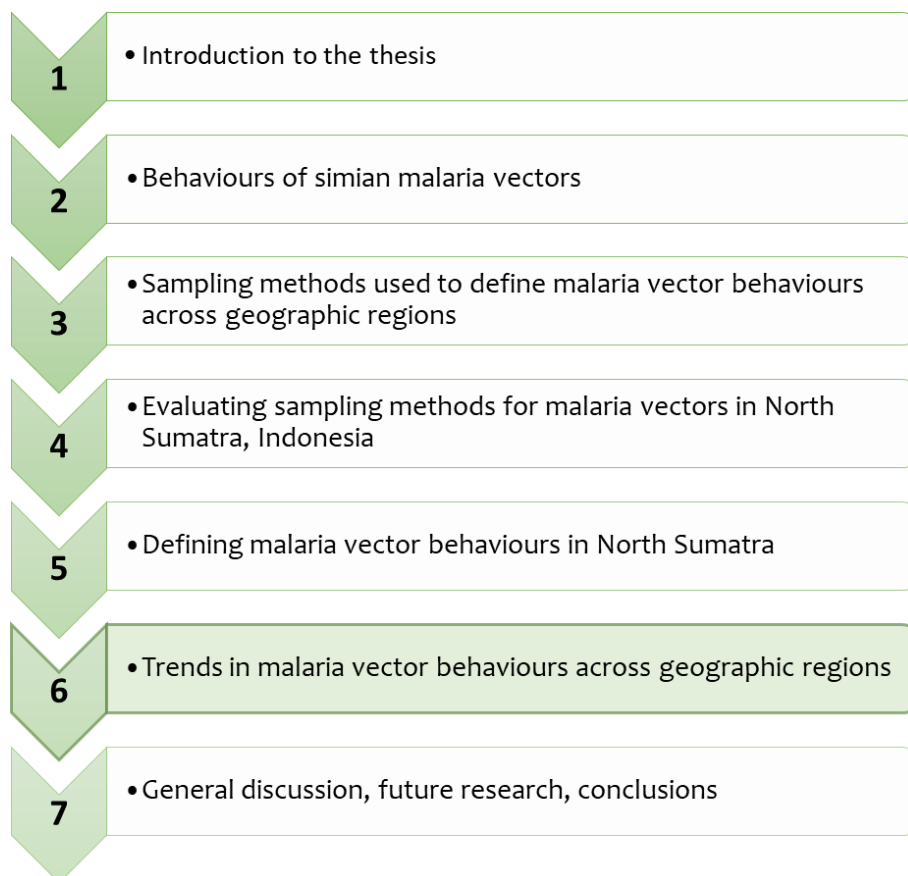 1
• Introduction to the thesis
2
• Behaviours of simian malaria vectors
3
• Sampling methods used to define malaria vector behaviours
across geographic regions
4
• Evaluating sampling methods for malaria vectors in North
Sumatra, Indonesia
5
• Defining malaria vector behaviours in North Sumatra
6
• Trends in malaria vector behaviours across geographic regions
7
• General discussion, future research, conclusions